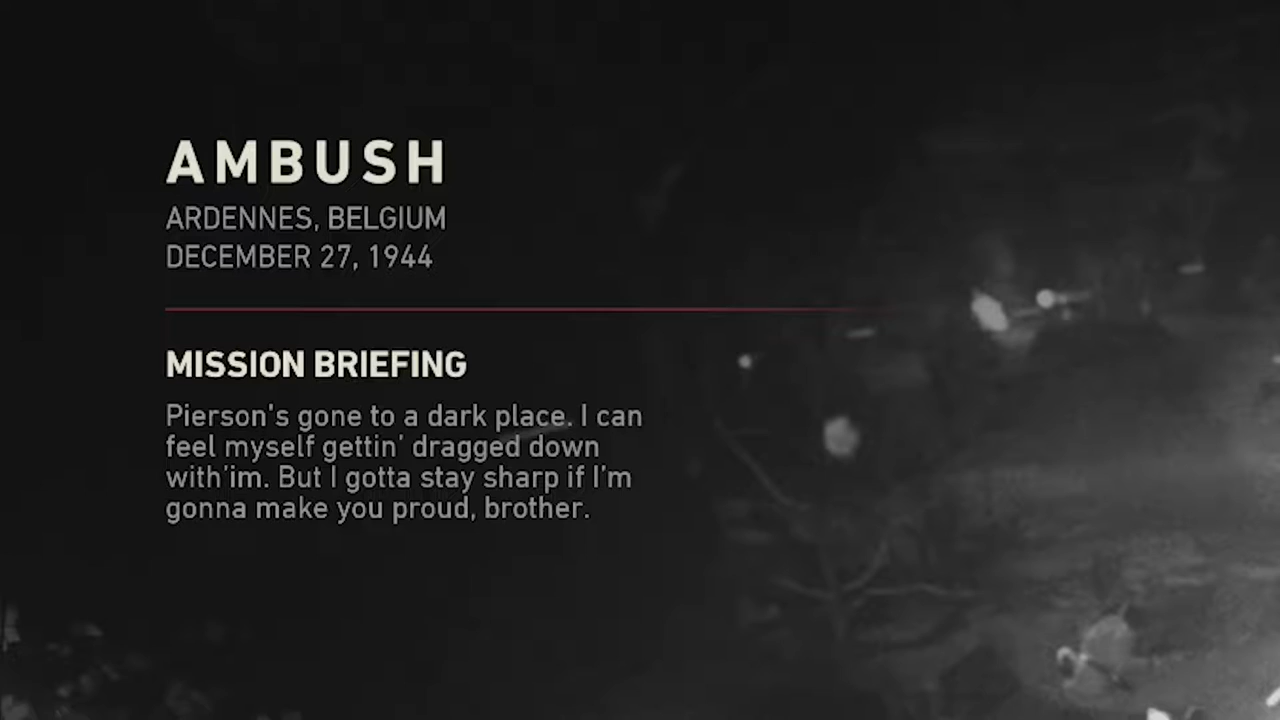 AMBUSH
ARDENNES, BELGIUM
DECEMBER 27, 1944
MISSION BRIEFING
Pierson's gone to a dark place. I can
feel myself gettin' dragged down
with'im. But I gotta stay sharp if I'm
gonna make you proud, brother.